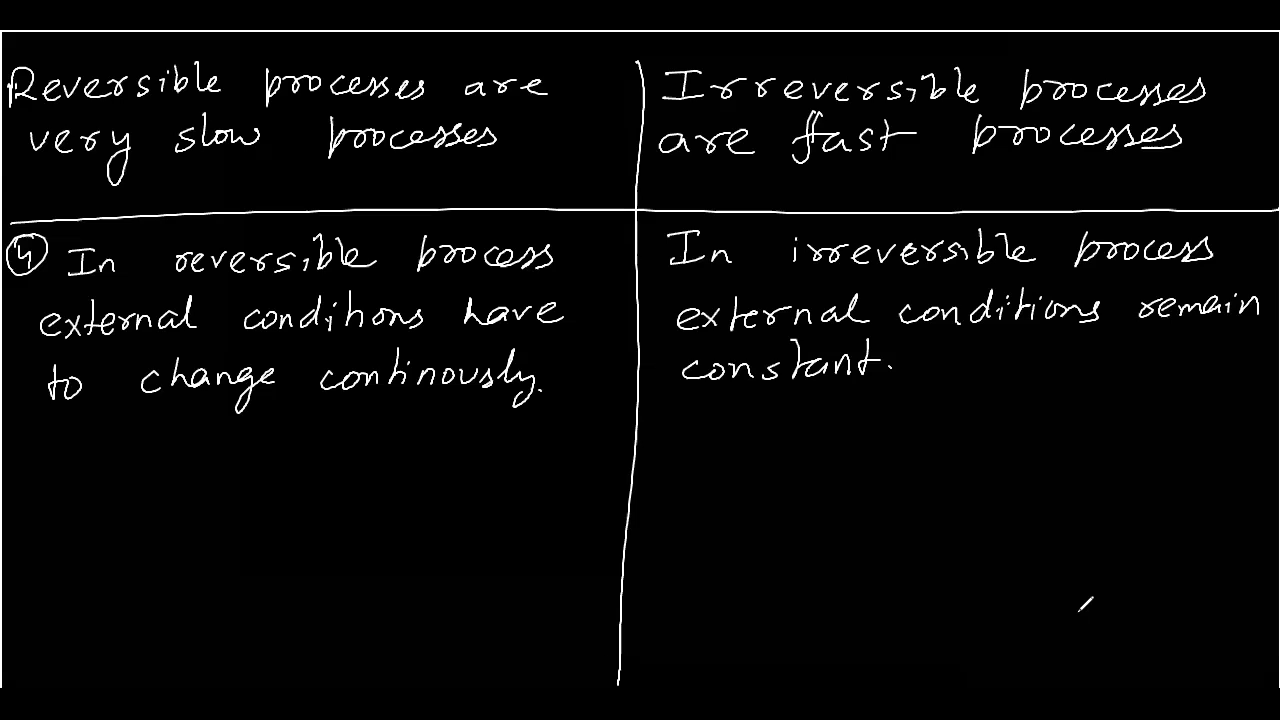 Reversible processes are
very slow processes
Irreversible processes
are fast processes
④ In reversible process
external conditions have
to change continously.
In irreversible process
external conditions remain
constant.